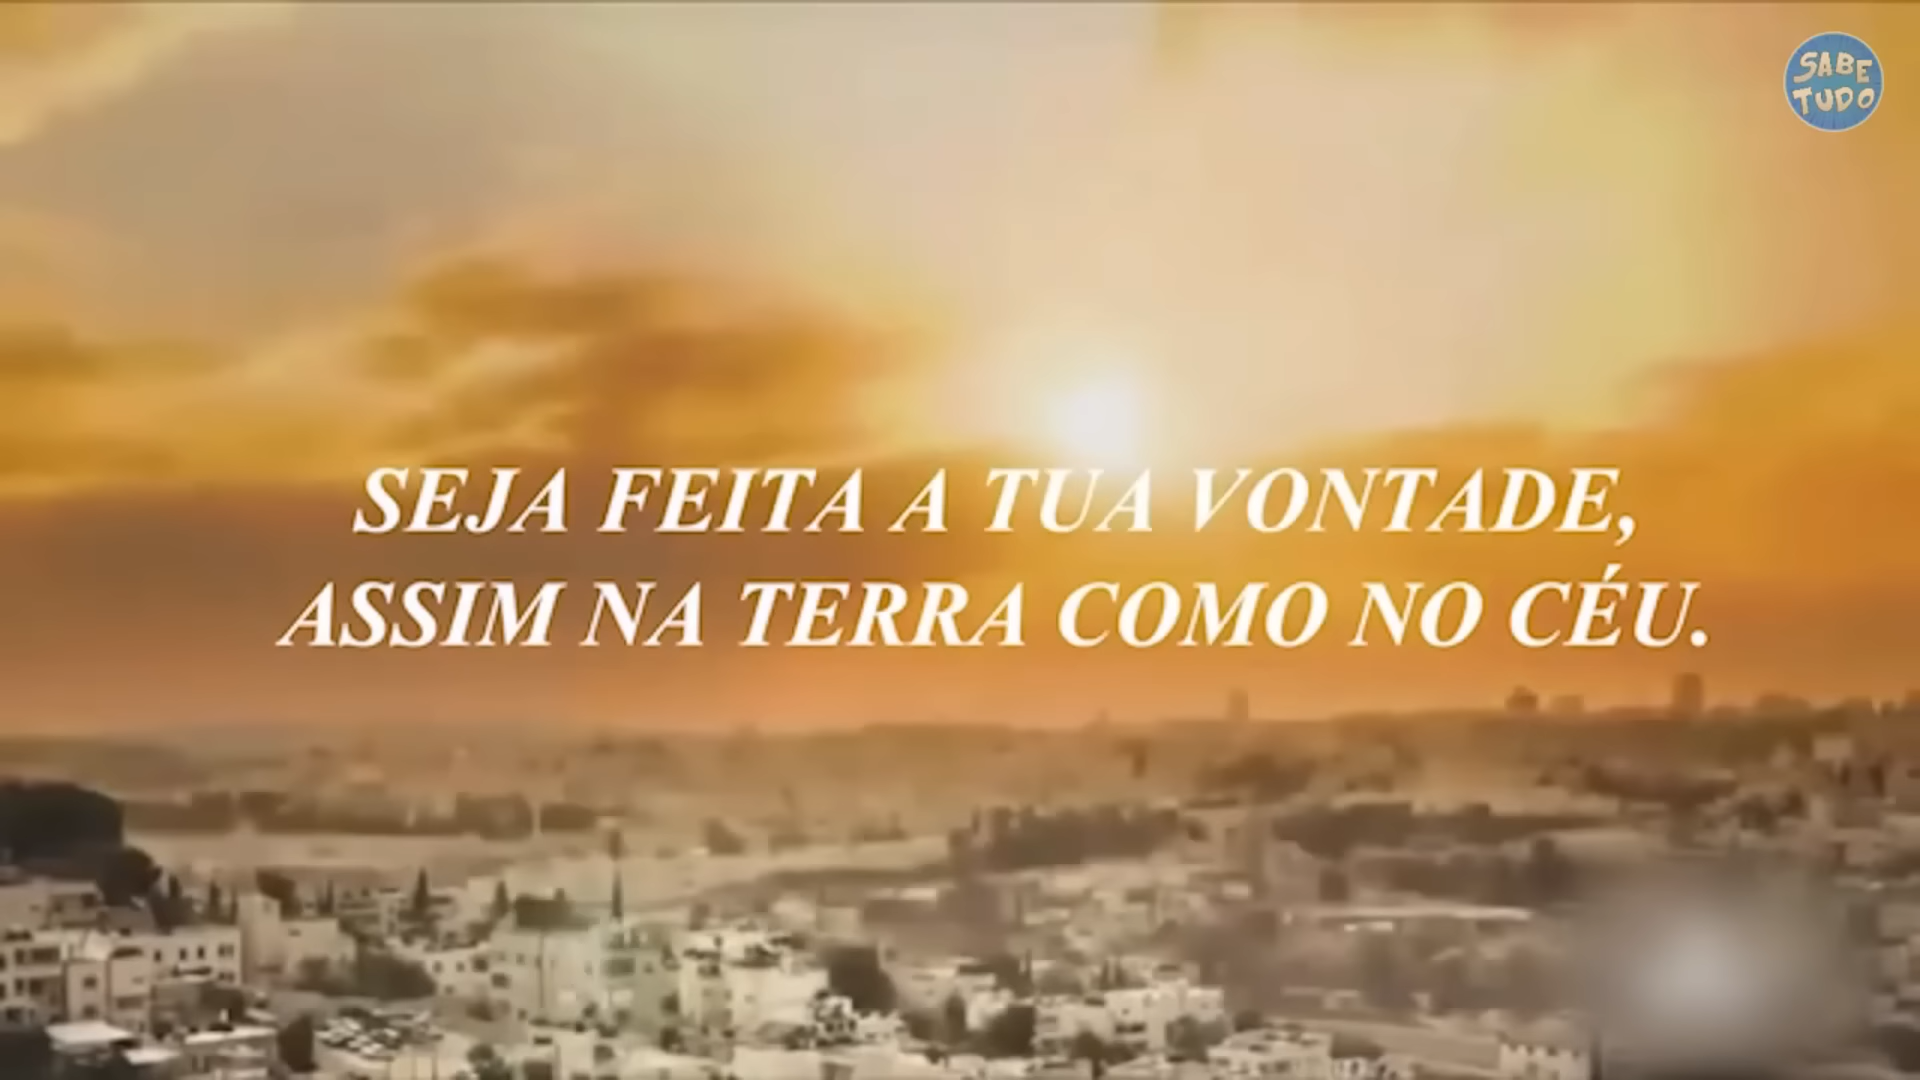 SABE
TUDO
SEJA FEITA A TUA VONTADE,
ASSIM NA TERRA COMO NO CÉU.